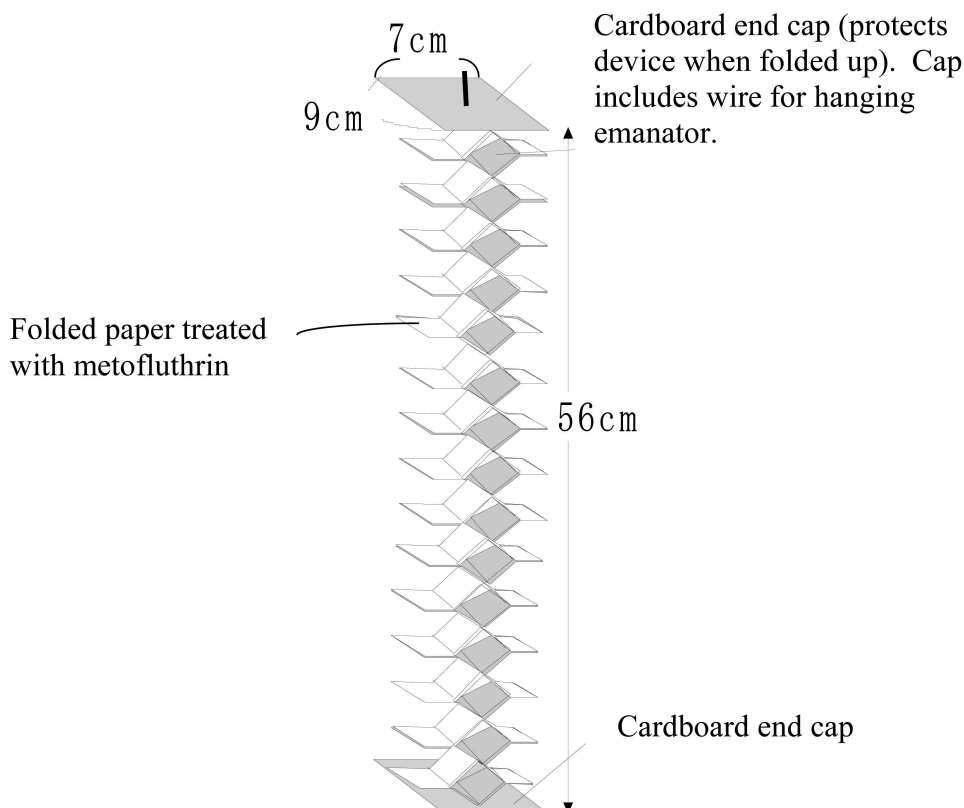 7cm
Cardboard end cap (protects
device when folded up). Cap
includes wire for hanging
emanator.
9cm
Folded paper treated
with metofluthrin
56cm
Cardboard end cap